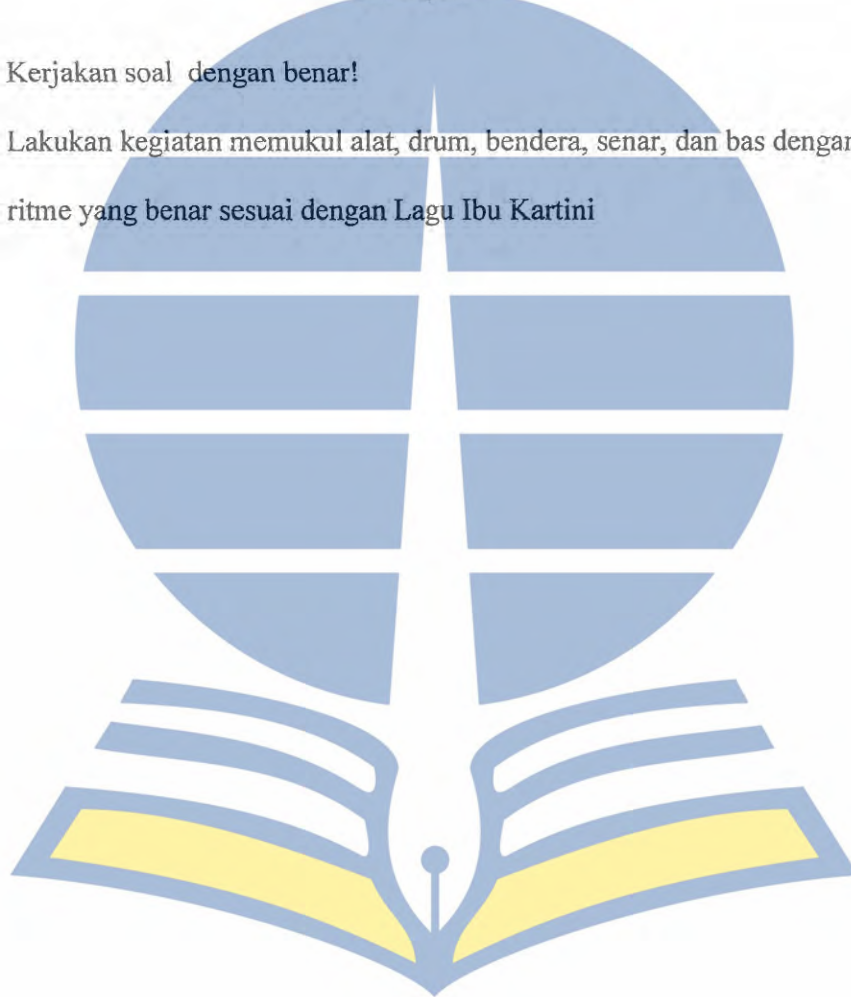 Kerjakan soal dengan benar!
Lakukan kegiatan memukul alat, drum, bendera, senar, dan bas dengan
ritme yang benar sesuai dengan Lagu Ibu Kartini